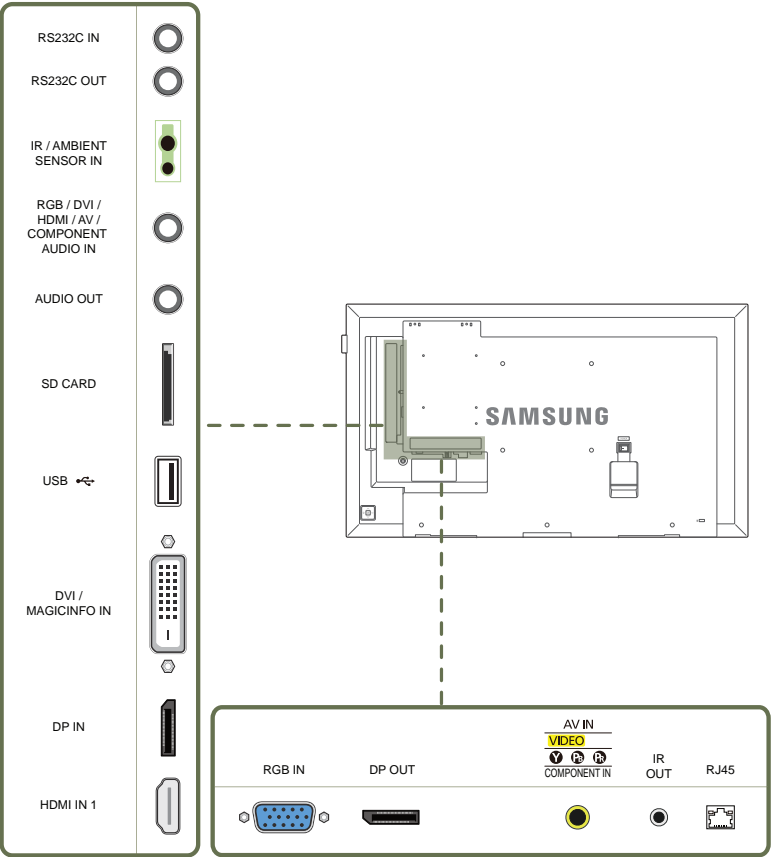 RS232C IN
RS232C OUT
IR / AMBIENT
SENSOR IN
RGB / DVI /
HDMI / AV /
COMPONENT
AUDIO IN
AUDIO OUT
SD CARD
USB
DVI /
MAGICINFO IN
DP IN
HDMI IN 1
SAMSUNG
RGB IN
DP OUT
AV IN
VIDEO
Y PB PR
COMPONENT IN
IR
OUT
RJ45